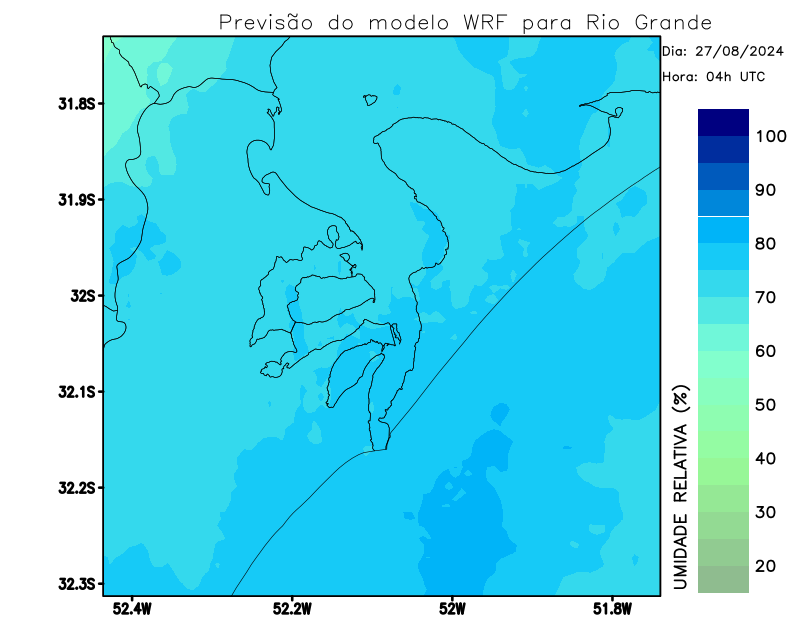 Previsão do modelo WRF para Rio Grande
Dia: 27/08/2024
Hora: 04h UTC
31.8S
31.9S
32S
32.1S
32.2S
32.3S
52.4W
52.2W
52W
51.8W
UMIDADE RELATIVA (%)
100
90
80
70
60
50
40
30
20